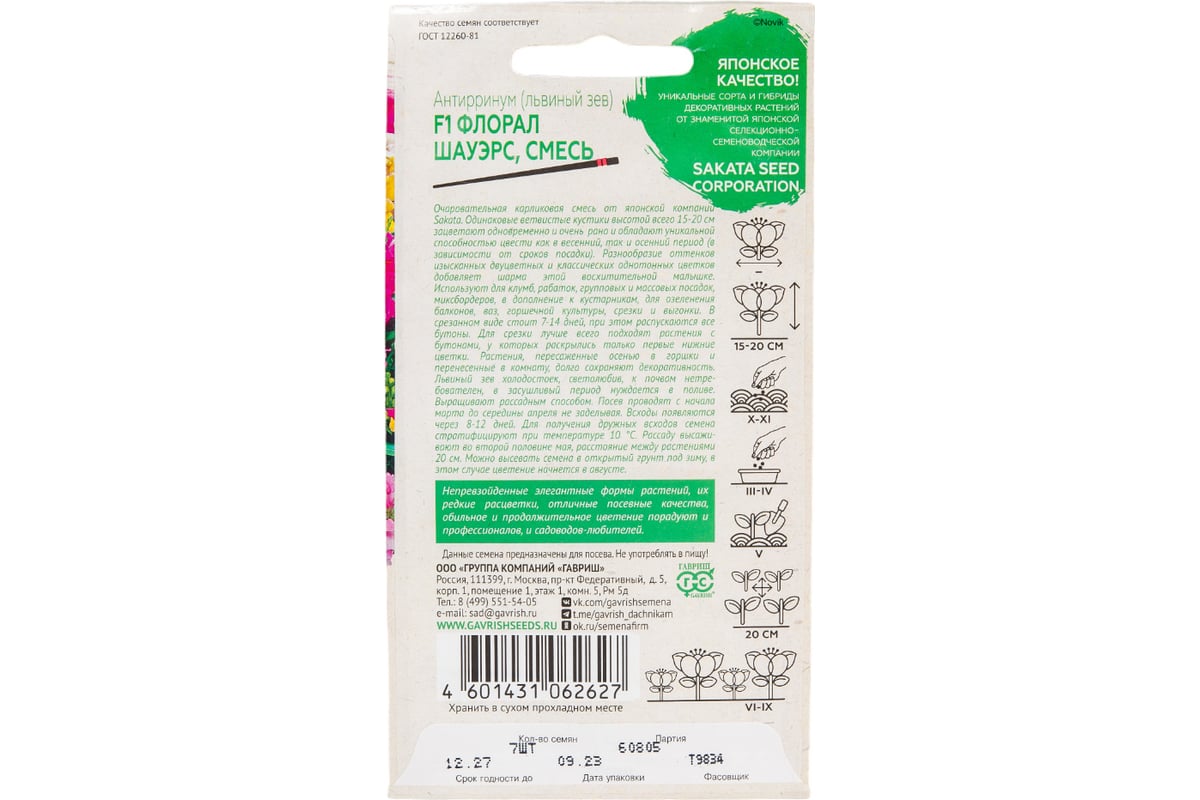 Качество семян соответствует
ГОСТ 12260-81
©Novik
ЯПОНСКОЕ
КАЧЕСТВО!
УНИКАЛЬНЫЕ СОРТА И ГИБРИДЫ
ДЕКОРАТИВНЫХ РАСТЕНИЙ
ОТ ЗНАМЕНИТОЙ ЯПОНСКОЙ
СЕЛЕКЦИОННО-
СЕМЕНОВОДЧЕСКОЙ
КОМПАНИИ
SAKATA SEED
CORPORATION
Антирринум (львиный зев)
F1 ФЛОРАЛ
ШАУЭРС, СМЕСЬ
Очаровательная карликовая смесь от японской компании
Sakata. Одинаковые ветвистые кустики высотой всего 15-20 см
зацветают одновременно и очень рано и обладают уникальной
способностью цвести как в весенний, так и осенний период (в
зависимости от сроков посадки). Разнообразие оттенков
изысканных двуцветных и классических однотонных цветков
добавляет шарма этой восхитительной малышке.
Используют для клумб, рабаток, групповых и массовых посадок,
миксбордеров, в дополнение к кустарникам, для озеленения
балконов, ваз, горшечной культуры, срезки и выгонки. В
срезанном виде стоит 7-14 дней, при этом распускаются все
бутоны. Для срезки лучше всего подходят растения с
бутонами, у которых раскрылись только первые нижние
цветки. Растения, пересаженные осенью в горшки и
перенесенные в комнату, долго сохраняют декоративность.
Львиный зев холодостоек, светолюбив, к почвам нетре-
бователен, в засушливый период нуждается в поливе.
Выращивают рассадным способом. Посев проводят с начала
марта до середины апреля не заделывая. Всходы появляются
через 8-12 дней. Для получения дружных всходов семена
стратифицируют при температуре 10 °С. Рассаду высажи-
вают во второй половине мая, расстояние между растениями
20 см. Можно высевать семена в открытый грунт под зиму, в
этом случае цветение начнется в августе.
Непревзойденные элегантные формы растений, их
редкие расцветки, отличные посевные качества,
обильное и продолжительное цветение порадуют и
профессионалов, и садоводов-любителей.
–
15-20 СМ
X-XI
III-IV
V
20 СМ
VI-IX
Данные семена предназначены для посева. Не употреблять в пищу!
ООО «ГРУППА КОМПАНИЙ «ГАВРИШ»
Россия, 111399, г. Москва, пр-кт Федеративный, д. 5,
корп. 1, помещение 1, этаж 1, комн. 5, Рм 5д
Тел.: 8 (499) 551-54-05
vk.com/gavrishsemena
e-mail: sad@gavrish.ru
t.me/gavrish_dachnikam
WWW.GAVRISHSEEDS.RU
ok.ru/semenafirm
ГАВРИШ
ГС
GAVRISH
4 601431 062627
Хранить в сухом прохладном месте
Кол-во семян
Партия
7ШТ
60805
12.27
09.23
Т9834
Срок годности до
Дата упаковки
Фасовщик